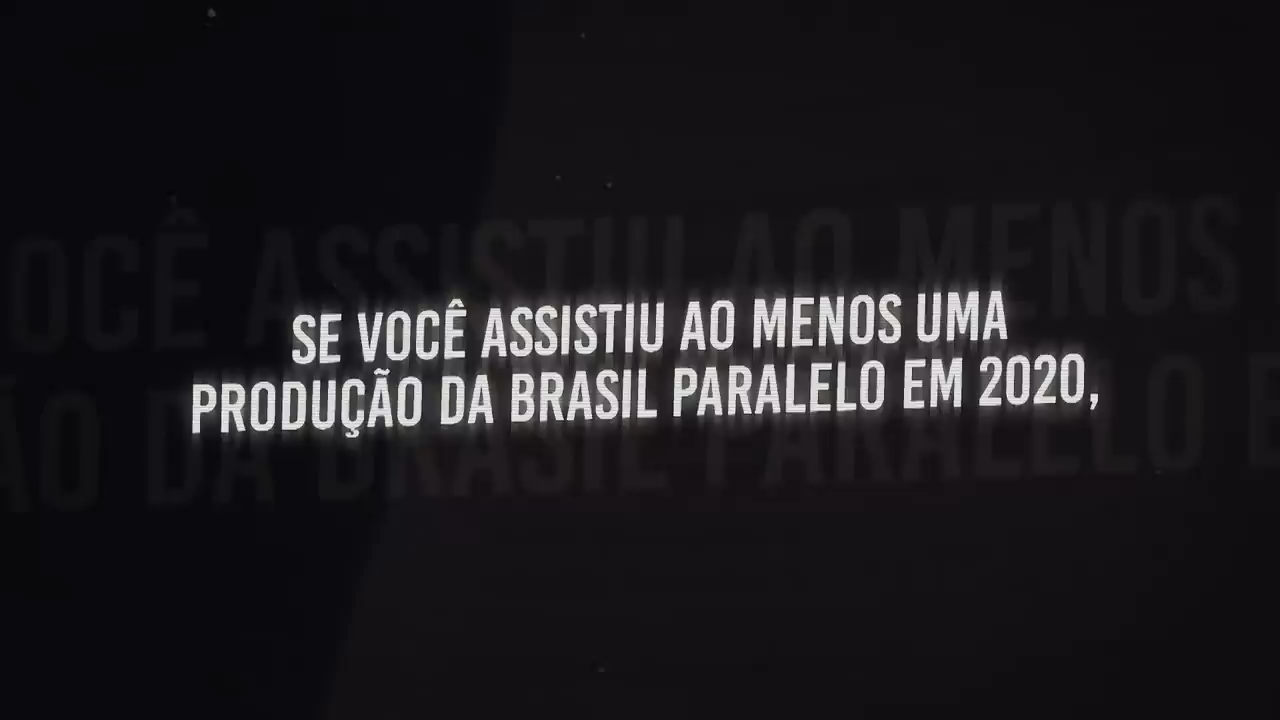 SE VOCÊ ASSISTIU AO MENOS UMA
PRODUÇÃO DA BRASIL PARALELO EM 2020,